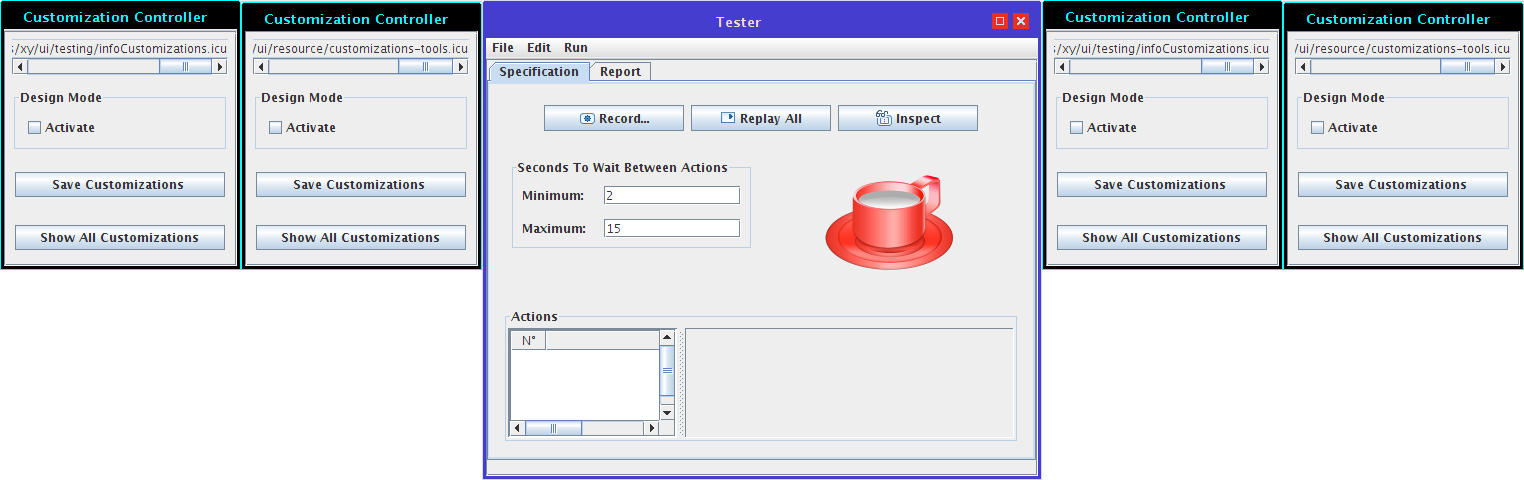 Customization Controller
;/xy/ui/testing/infoCustomizations.icu
Design Mode
Activate
Save Customizations
Show All Customizations
Customization Controller
/ui/resource/customizations-tools.icu
Design Mode
Activate
Save Customizations
Show All Customizations
Tester
File Edit Run
Specification Report
Record... Replay All Inspect
Seconds To Wait Between Actions
Minimum: 2
Maximum: 15
Actions
N°
Customization Controller
;/xy/ui/testing/infoCustomizations.icu
Design Mode
Activate
Save Customizations
Show All Customizations
Customization Controller
/ui/resource/customizations-tools.icu
Design Mode
Activate
Save Customizations
Show All Customizations